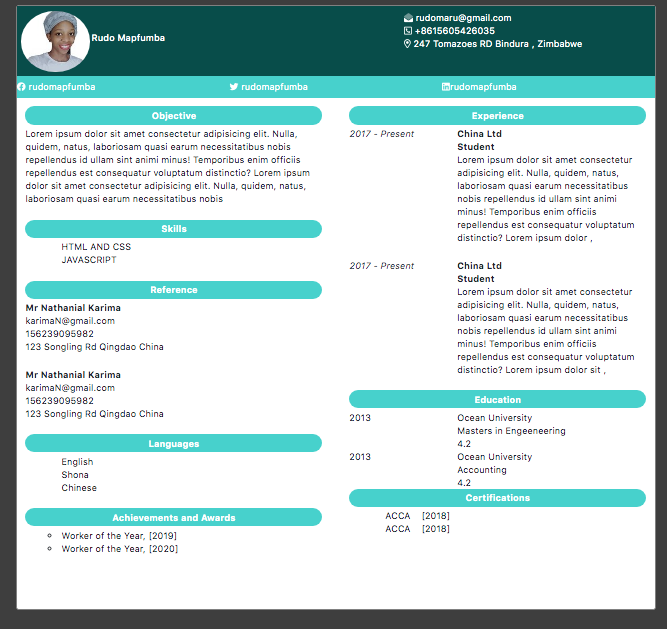 Rudo Mapfumba
rudomaru@gmail.com
+8615605426035
247 Tomazoes RD Bindura , Zimbabwe
rudomapfumba
rudomapfumba
rudomapfumba
Objective
Lorem ipsum dolor sit amet consectetur adipisicing elit. Nulla,
quidem, natus, laboriosam quasi earum necessitatibus nobis
repellendus id ullam sint animi minus! Temporibus enim officiis
repellendus est consequatur voluptatum distinctio? Lorem ipsum
dolor sit amet consectetur adipisicing elit. Nulla, quidem, natus,
laboriosam quasi earum necessitatibus nobis
Skills
HTML AND CSS
JAVASCRIPT
Reference
Mr Nathanial Karima
karimaN@gmail.com
156239095982
123 Songling Rd Qingdao China
Mr Nathanial Karima
karimaN@gmail.com
156239095982
123 Songling Rd Qingdao China
Languages
English
Shona
Chinese
Achievements and Awards
Worker of the Year, [2019]
Worker of the Year, [2020]
Experience
2017 - Present China Ltd
Student
Lorem ipsum dolor sit amet consectetur
adipisicing elit. Nulla, quidem, natus,
laboriosam quasi earum necessitatibus
nobis repellendus id ullam sint animi
minus! Temporibus enim officiis
repellendus est consequatur voluptatum
distinctio? Lorem ipsum dolor ,
2017 - Present China Ltd
Student
Lorem ipsum dolor sit amet consectetur
adipisicing elit. Nulla, quidem, natus,
laboriosam quasi earum necessitatibus
nobis repellendus id ullam sint animi
minus! Temporibus enim officiis
repellendus est consequatur voluptatum
distinctio? Lorem ipsum dolor sit ,
Education
2013 Ocean University
Masters in Engeeneering
4.2
2013 Ocean University
Accounting
4.2
Certifications
ACCA [2018]
ACCA [2018]